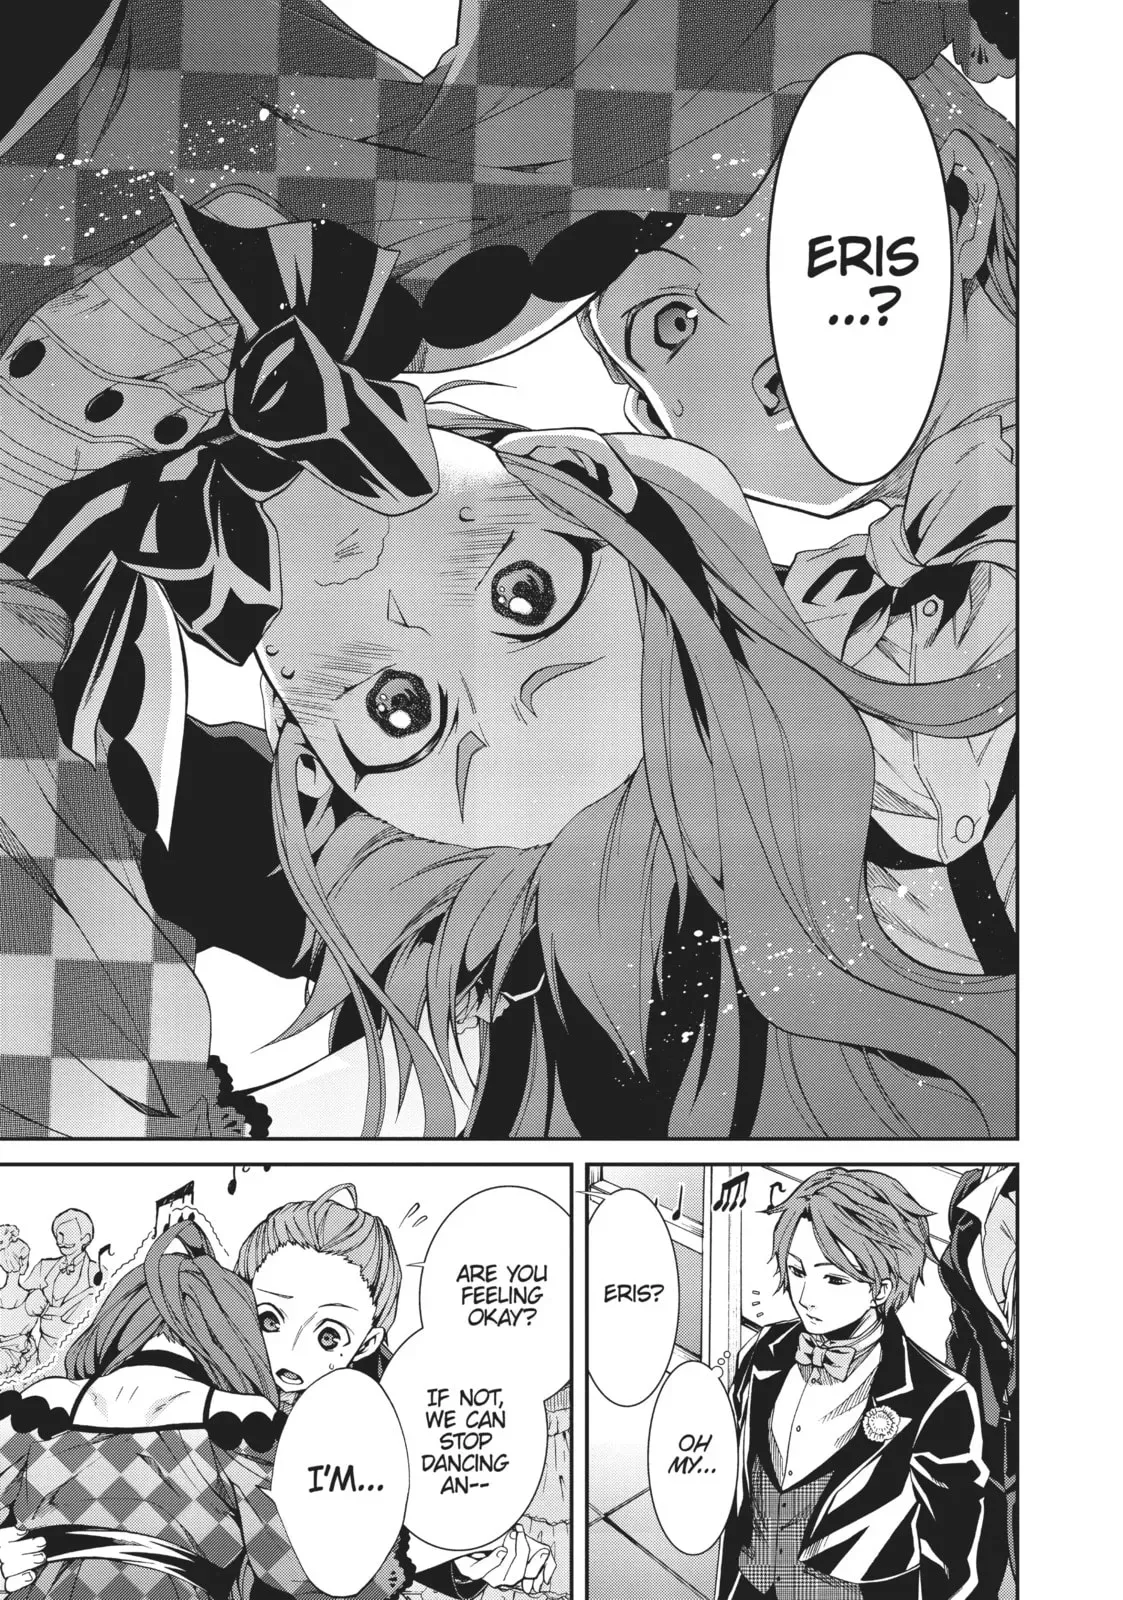 ERIS
...?
ERIS?
OH
MY...
ARE YOU
FEELING
OKAY?
IF NOT,
WE CAN
STOP
DANCING
AN--
I'M...